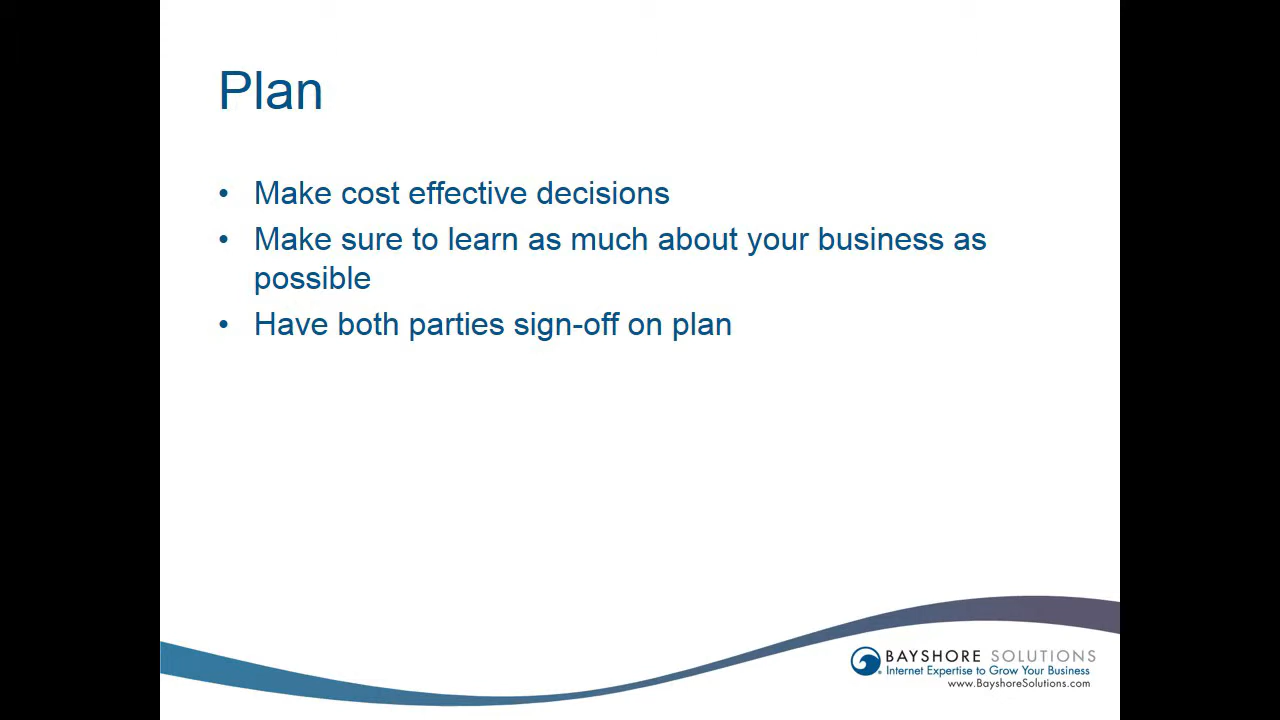 Plan
• Make cost effective decisions
• Make sure to learn as much about your business as
possible
• Have both parties sign-off on plan
BAYSHORE SOLUTIONS
Internet Expertise to Grow Your Business
www.BayshoreSolutions.com